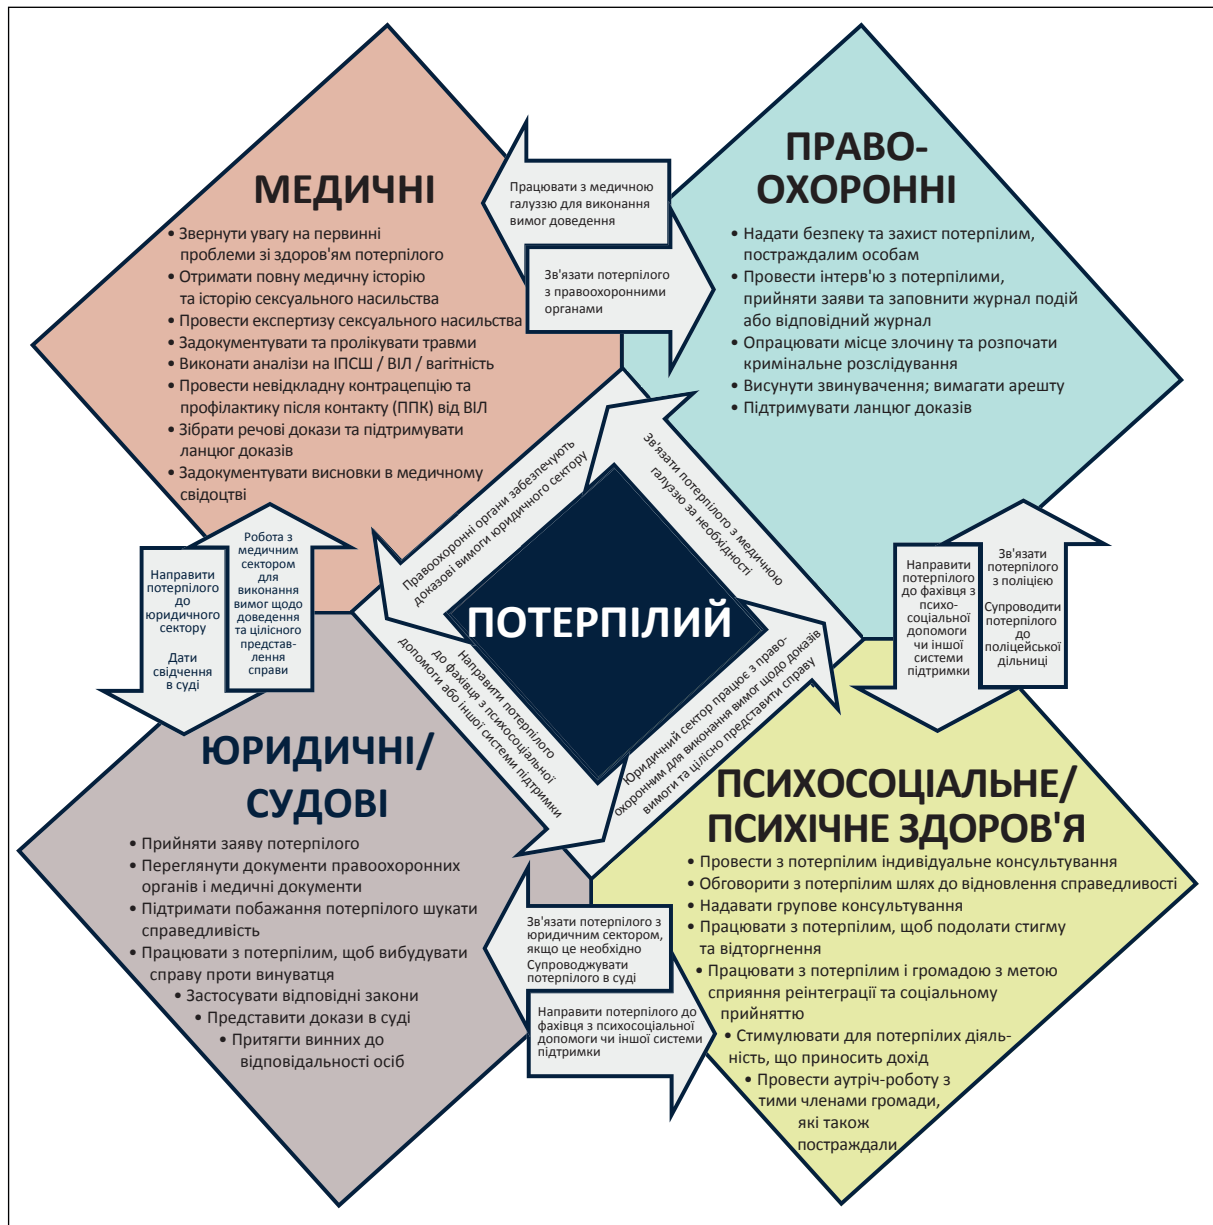 МЕДИЧНІ
• Звернути увагу на первинні
проблеми зі здоров'ям потерпілого
• Отримати повну медичну історію
та історію сексуального насильства
• Провести експертизу сексуального насильства
• Задокументувати та пролікувати травми
• Виконати аналізи на ІПСШ / ВІЛ / вагітність
• Провести невідкладну контрацепцію та
профілактику після контакту (ППК) від ВІЛ
• Зібрати речові докази та підтримувати
ланцюг доказів
• Задокументувати висновки в медичному
свідоцтві
Працювати з медичною
галуззю для виконання
вимог доведення
Зв'язати потерпілого
з правоохоронними
органами
ПРАВО-
ОХОРОННІ
• Надати безпеку та захист потерпілим,
постраждалим особам
• Провести інтерв'ю з потерпілими,
прийняти заяви та заповнити журнал подій
або відповідний журнал
• Опрацювати місце злочину та розпочати
кримінальне розслідування
• Висунути звинувачення; вимагати арешту
• Підтримувати ланцюг доказів
Правоохоронні органи забезпечують
доказові вимоги юридичного сектору
Зв'язати потерпілого з медичною
галуззю за необхідності
ПОТЕРПІЛИЙ
Направити потерпілого
до фахівця з психосоціальної
допомоги або іншої системи підтримки
Юридичний сектор працює з право-
охоронним для виконання вимог щодо доказів
вимоги та цілісно представити справу
Направити
потерпілого
до
юридичного
сектору
Дати
свідчення
в суді
Робота з
медичним
сектором
для
виконання
вимог щодо
доведення
та цілісного
представ-
лення
справи
Направити
потерпілого
до фахівця з
психо-
соціальної
допомоги
чи іншої
системи
підтримки
Зв'язати
потерпілого
з поліцією
Супроводити
потерпілого
до
поліцейської
дільниці
ЮРИДИЧНІ/
СУДОВІ
• Прийняти заяву потерпілого
• Переглянути документи правоохоронних
органів і медичні документи
• Підтримати побажання потерпілого шукати
справедливість
• Працювати з потерпілим, щоб вибудувати
справу проти винуватця
• Застосувати відповідні закони
• Представити докази в суді
• Притягти винних до
відповідальності осіб
Зв'язати потерпілого з
юридичним сектором,
якщо це необхідно
Супроводжувати
потерпілого в суді
Направити потерпілого до
фахівця з психосоціальної
допомоги чи іншої системи
підтримки
ПСИХОСОЦІАЛЬНЕ/
ПСИХІЧНЕ ЗДОРОВ'Я
• Провести з потерпілим індивідуальне консультування
• Обговорити з потерпілим шлях до відновлення справедливості
• Надавати групове консультування
• Працювати з потерпілим, щоб подолати стигму
та відторгнення
• Працювати з потерпілим і громадою з метою
сприяння реінтеграції та соціальному
прийняттю
• Стимулювати для потерпілих діяль-
ність, що приносить дохід
• Провести аутріч-роботу з
тими членами громади,
які також
постраждали